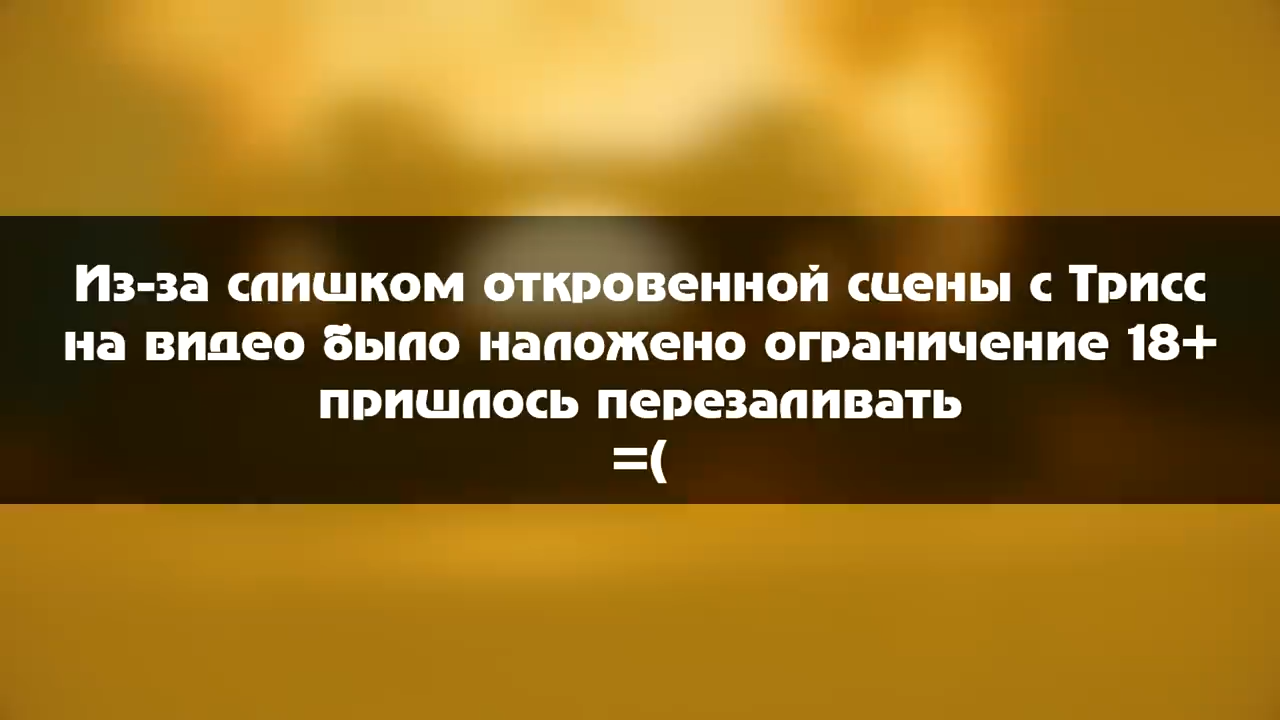 Из-за слишком откровенной сцены с Трисс
на видео было наложено ограничение 18+
пришлось перезаливать
=(